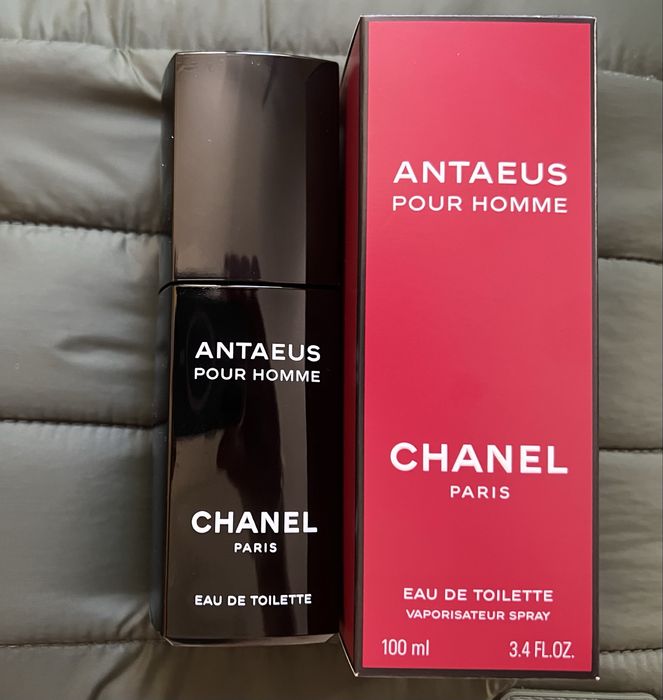 ANTAEUS
POUR HOMME
CHANEL
PARIS
EAU DE TOILETTE
ANTAEUS
POUR HOMME
CHANEL
PARIS
EAU DE TOILETTE
VAPORISATEUR SPRAY
100 ml 3.4 FL.OZ.